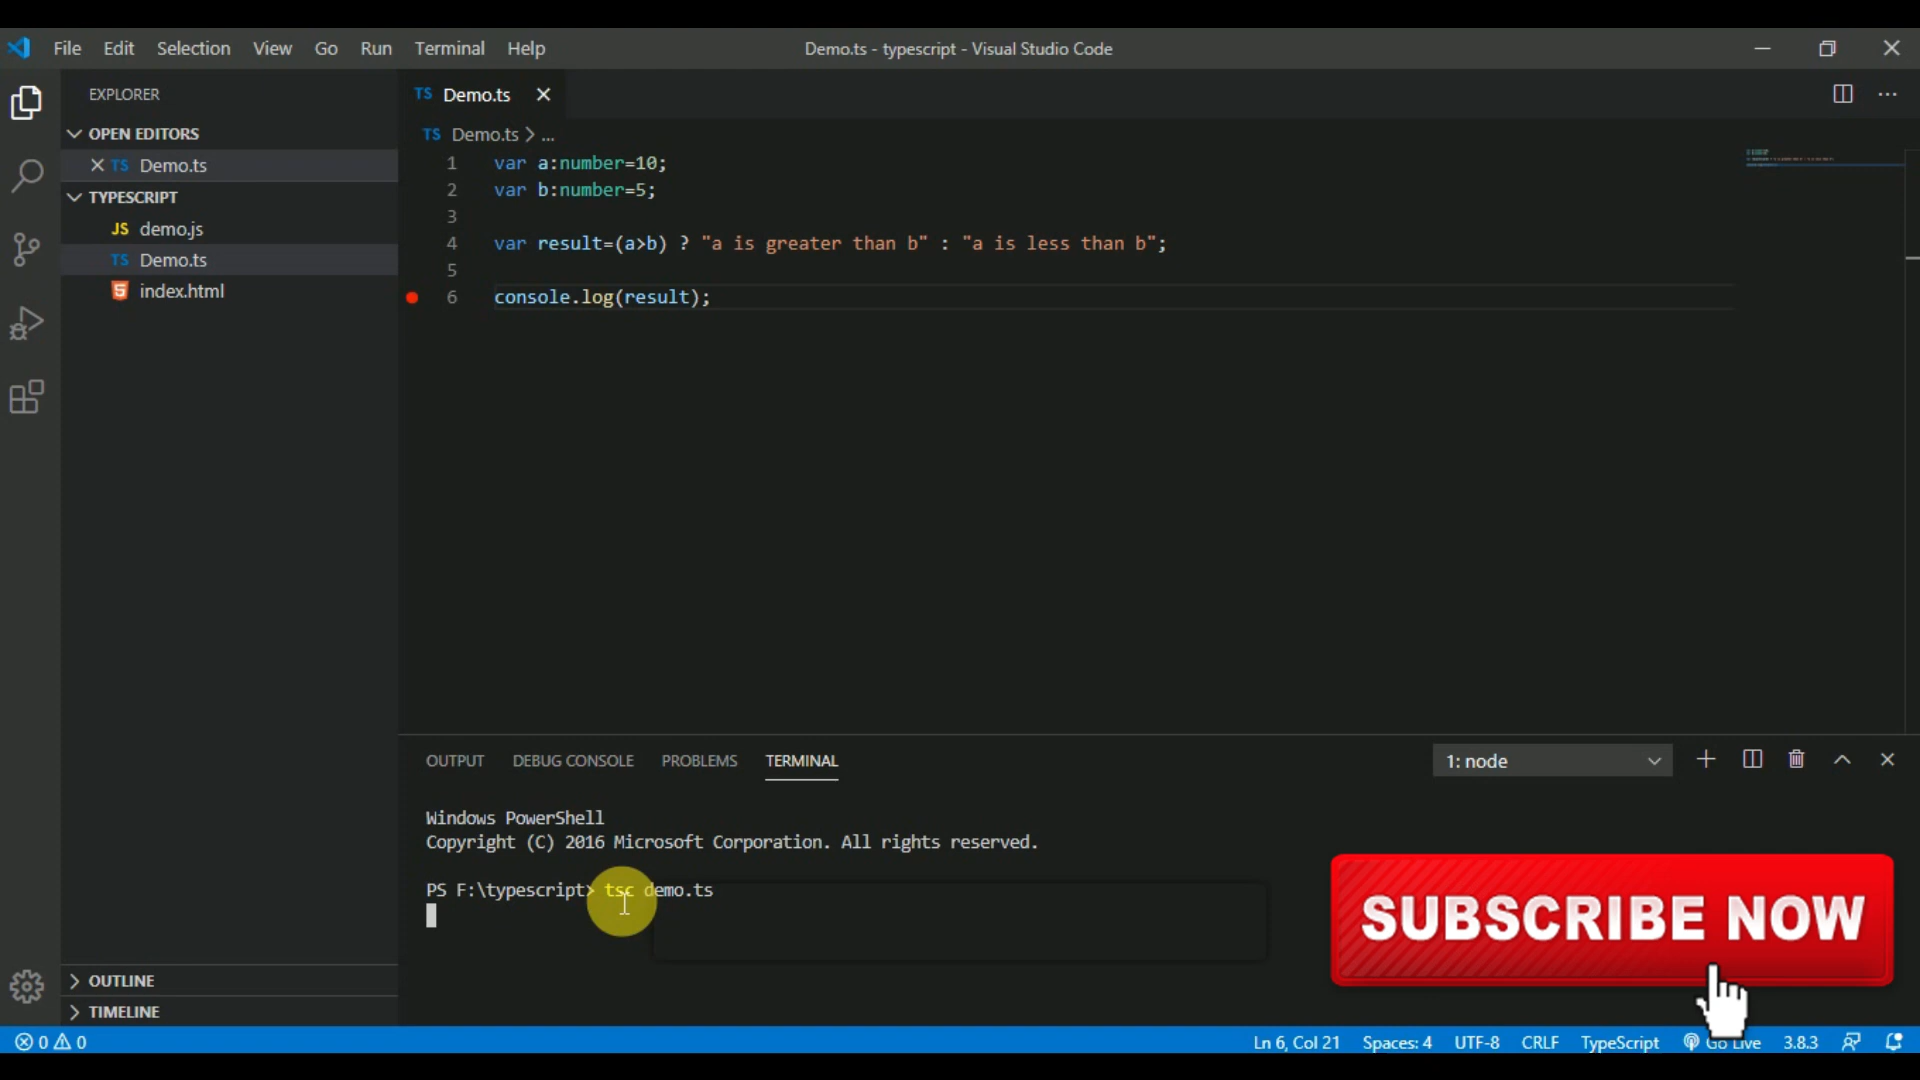 File Edit Selection View Go Run Terminal Help
Demo.ts - typescript - Visual Studio Code
EXPLORER
OPEN EDITORS
TS Demo.ts
TYPESCRIPT
JS demo.js
TS Demo.ts
index.html
OUTLINE
TIMELINE
TS Demo.ts
TS Demo.ts > ...
1 var a:number=10;
2 var b:number=5;
3
4 var result=(a>b) ? "a is greater than b" : "a is less than b";
5
6 console.log(result);
OUTPUT DEBUG CONSOLE PROBLEMS TERMINAL
1: node
Windows PowerShell
Copyright (C) 2016 Microsoft Corporation. All rights reserved.
PS F:\typescript> tsc demo.ts
SUBSCRIBE NOW
0 0
Ln 6, Col 21 Spaces: 4 UTF-8 CRLF TypeScript Go Live 3.8.3